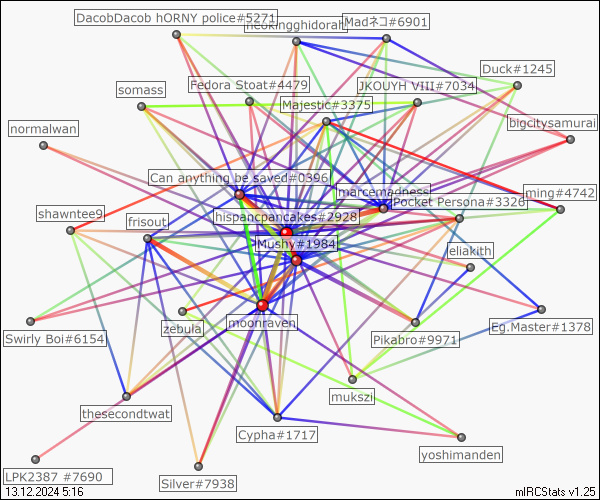 DacobDacob hORNY police#5271
neokingghidorah
Madネコ#6901
Duck#1245
Fedora Stoat#4479
JKOUYH VIII#7034
somass
Majestic#3375
bigcitysamurai
normalwan
Can anything be saved#0396
marcemadnese
ming#4742
Pocket Persona#3326
shawntee9
hispancpancakes#2928
frisout
Mushy#1984
eliakith
zebula
moonraven
Eg.Master#1378
Swirly Boi#6154
Pikabro#9971
mukszi
thesecondtwat
Cypha#1717
yoshimanden
LPK2387 #7690
Silver#7938
13.12.2024 5:16
mIRCStats v1.25